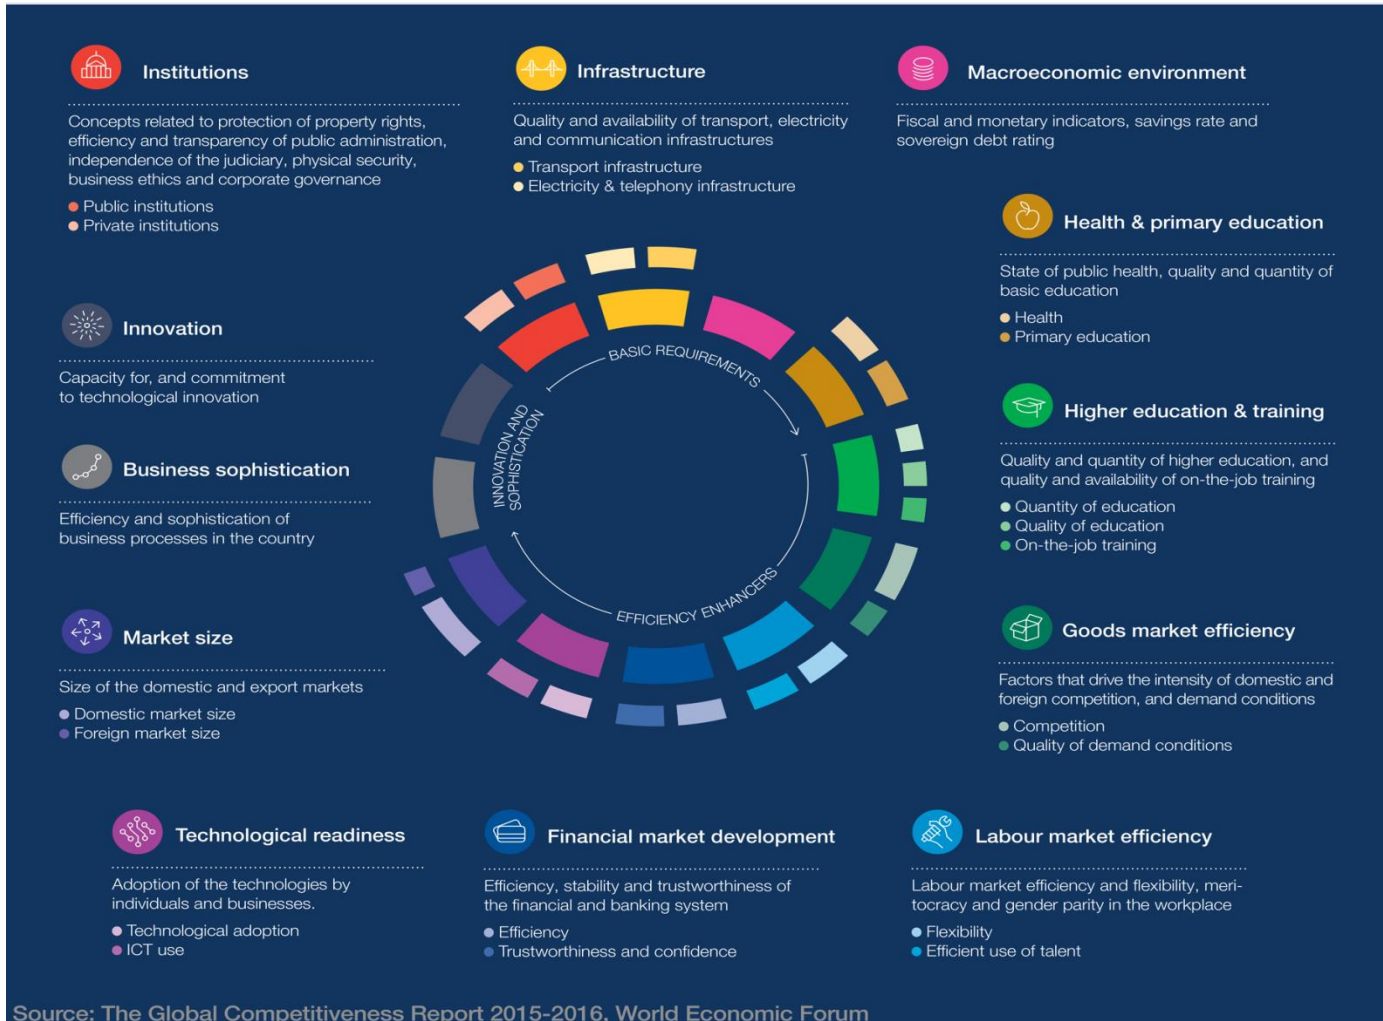 Institutions
Concepts related to protection of property rights,
efficiency and transparency of public administration,
independence of the judiciary, physical security,
business ethics and corporate governance
Public institutions
Private institutions
Infrastructure
Quality and availability of transport, electricity
and communication infrastructures
Transport infrastructure
Electricity & telephony infrastructure
Macroeconomic environment
Fiscal and monetary indicators, savings rate and
sovereign debt rating
Health & primary education
State of public health, quality and quantity of
basic education
Health
Primary education
Innovation
Capacity for, and commitment
to technological innovation
BASIC REQUIREMENTS
INNOVATION AND
SOPHISTICATION
EFFICIENCY ENHANCERS
Higher education & training
Quality and quantity of higher education, and
quality and availability of on-the-job training
Quantity of education
Quality of education
On-the-job training
Business sophistication
Efficiency and sophistication of
business processes in the country
Market size
Size of the domestic and export markets
Domestic market size
Foreign market size
Goods market efficiency
Factors that drive the intensity of domestic and
foreign competition, and demand conditions
Competition
Quality of demand conditions
Technological readiness
Adoption of the technologies by
individuals and businesses.
Technological adoption
ICT use
Financial market development
Efficiency, stability and trustworthiness of
the financial and banking system
Efficiency
Trustworthiness and confidence
Labour market efficiency
Labour market efficiency and flexibility, meri-
tocracy and gender parity in the workplace
Flexibility
Efficient use of talent
Source: The Global Competitiveness Report 2015-2016, World Economic Forum